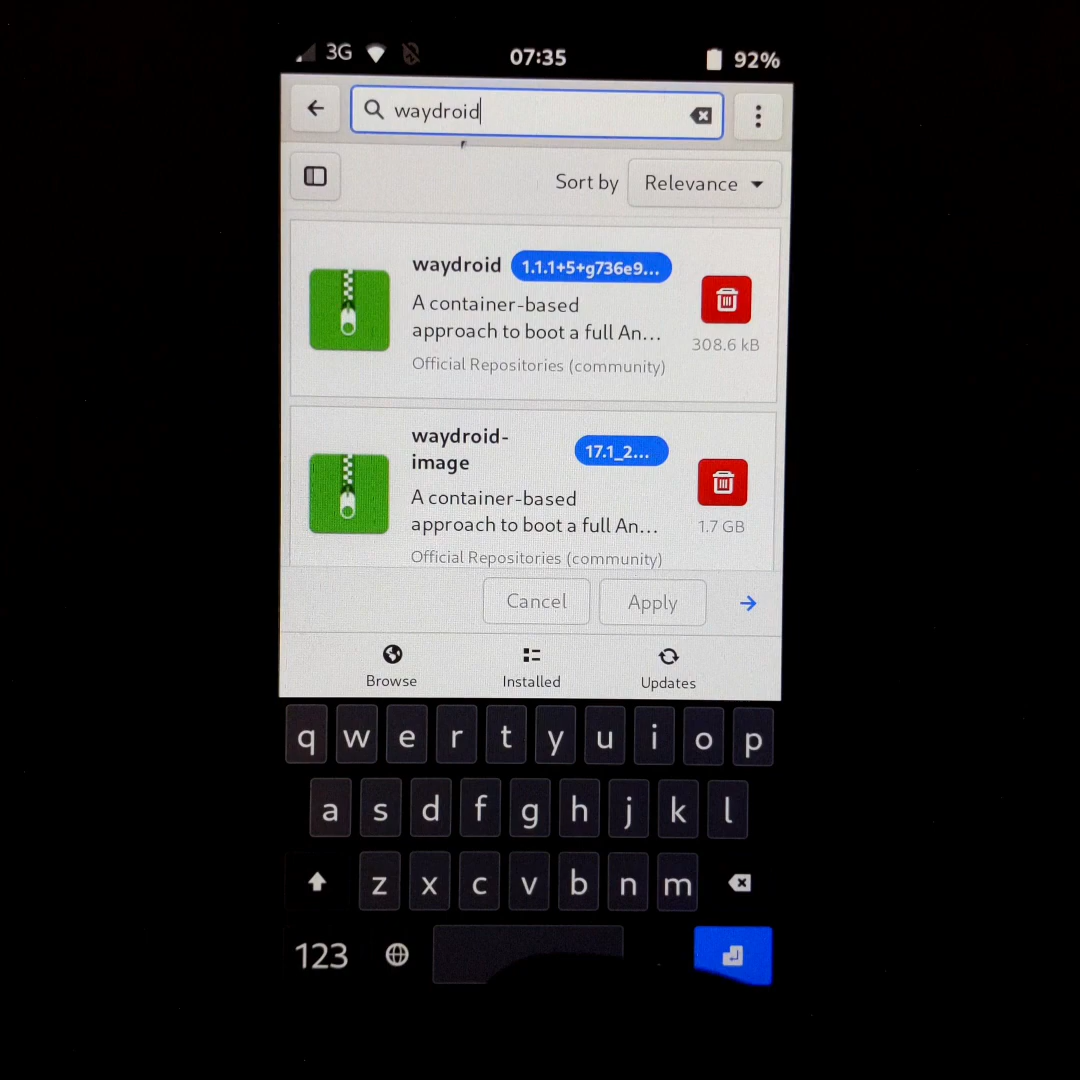 3G 07:35 92%
waydroid
Sort by Relevance
waydroid 1.1.1+5+g736e9...
A container-based
approach to boot a full An...
308.6 kB
Official Repositories (community)
waydroid-
image
17.1_2...
A container-based
approach to boot a full An...
1.7 GB
Official Repositories (community)
Cancel Apply
Browse Installed Updates
q w e r t y u i o p
a s d f g h j k l
z x c v b n m
123